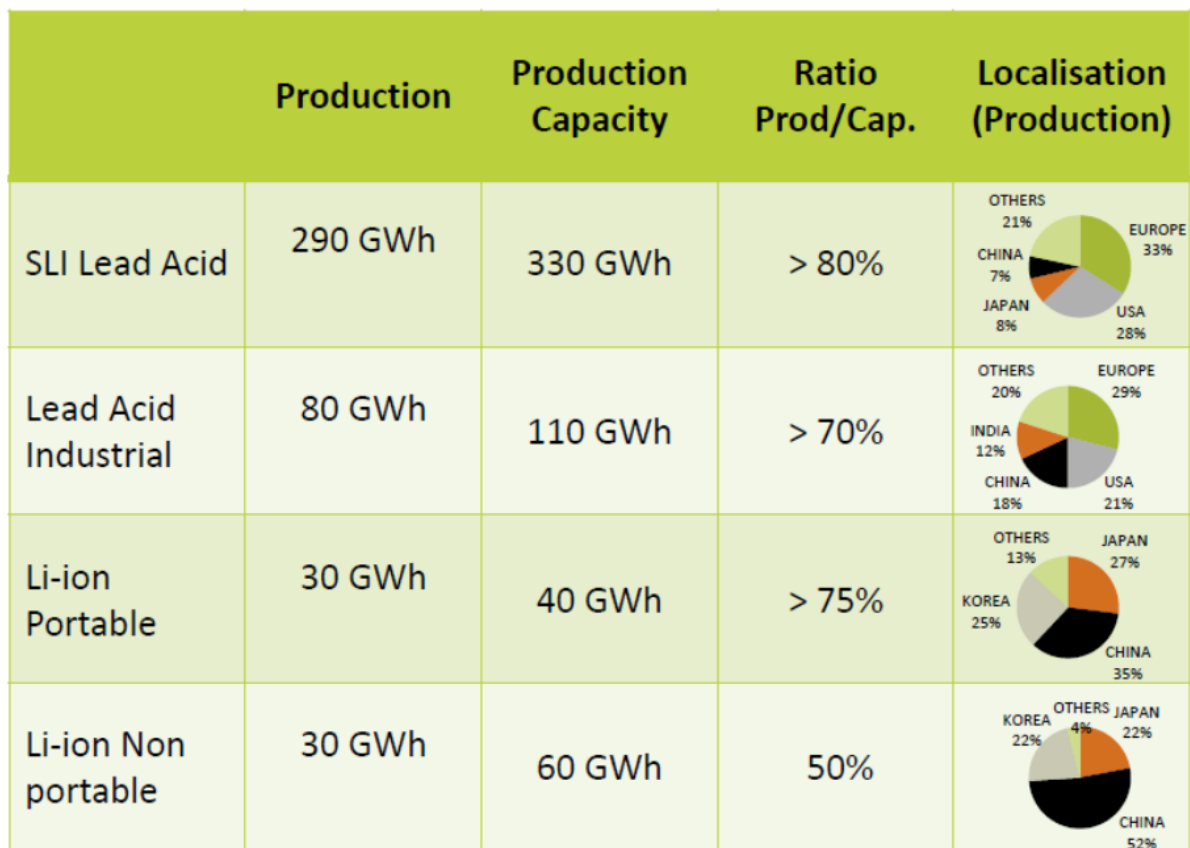 Production
Production
Capacity
Ratio
Prod/Cap.
Localisation
(Production)
SLI Lead Acid
290 GWh
330 GWh
> 80%
OTHERS
21%
EUROPE
33%
CHINA
7%
JAPAN
8%
USA
28%
Lead Acid
Industrial
80 GWh
110 GWh
> 70%
OTHERS
20%
EUROPE
29%
INDIA
12%
CHINA
18%
USA
21%
Li-ion
Portable
30 GWh
40 GWh
> 75%
OTHERS
13%
JAPAN
27%
KOREA
25%
CHINA
35%
Li-ion Non
portable
30 GWh
60 GWh
50%
KOREA
22%
OTHERS
4%
JAPAN
22%
CHINA
52%